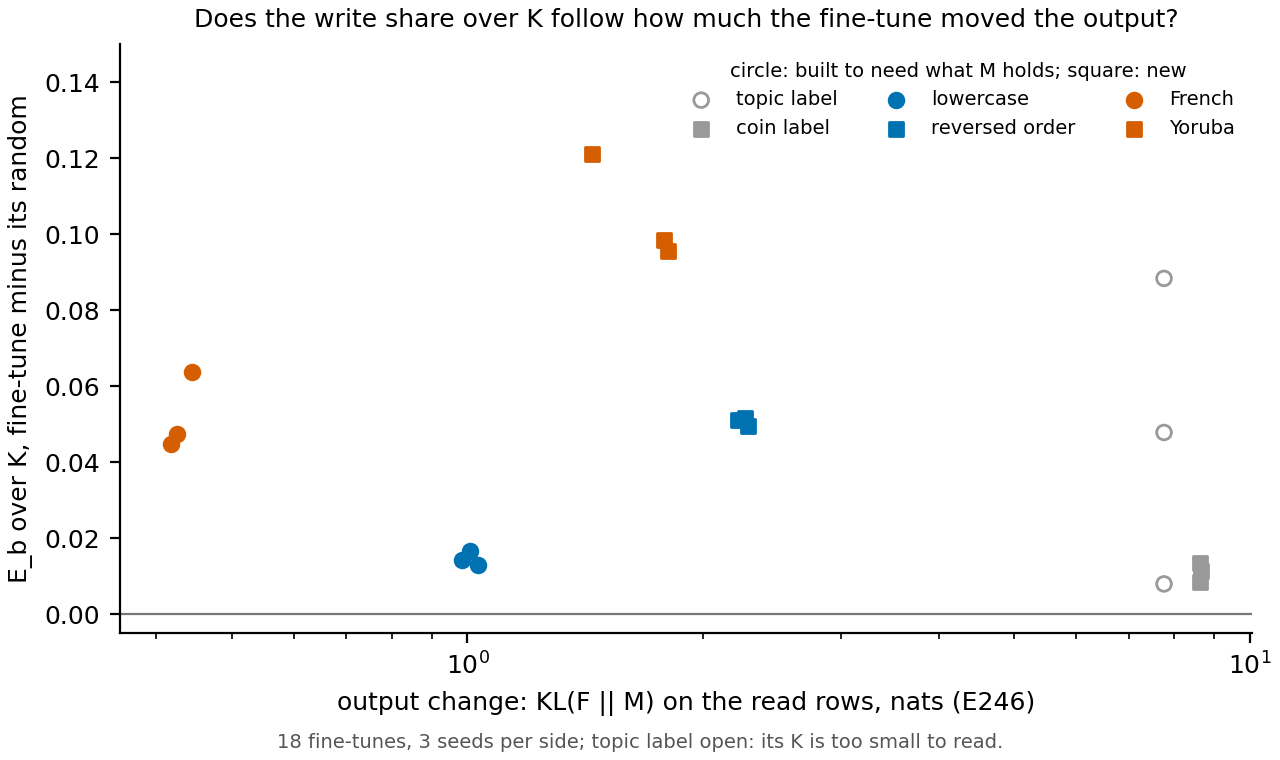 Does the write share over K follow how much the fine-tune moved the output?
E_b over K, fine-tune minus its random
0.14
0.12
0.10
0.08
0.06
0.04
0.02
0.00
circle: built to need what M holds; square: new
topic label
lowercase
French
coin label
reversed order
Yoruba
10⁰
10¹
output change: KL(F || M) on the read rows, nats (E246)
18 fine-tunes, 3 seeds per side; topic label open: its K is too small to read.